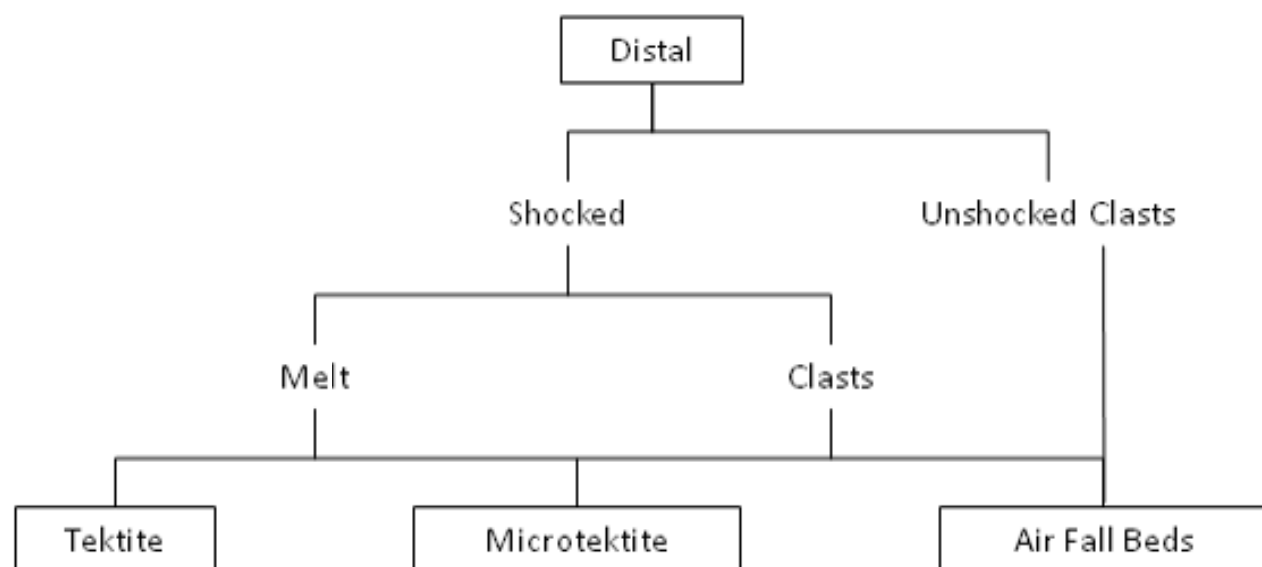 Distal
Shocked
Unshocked Clasts
Melt
Clasts
Tektite
Microtektite
Air Fall Beds